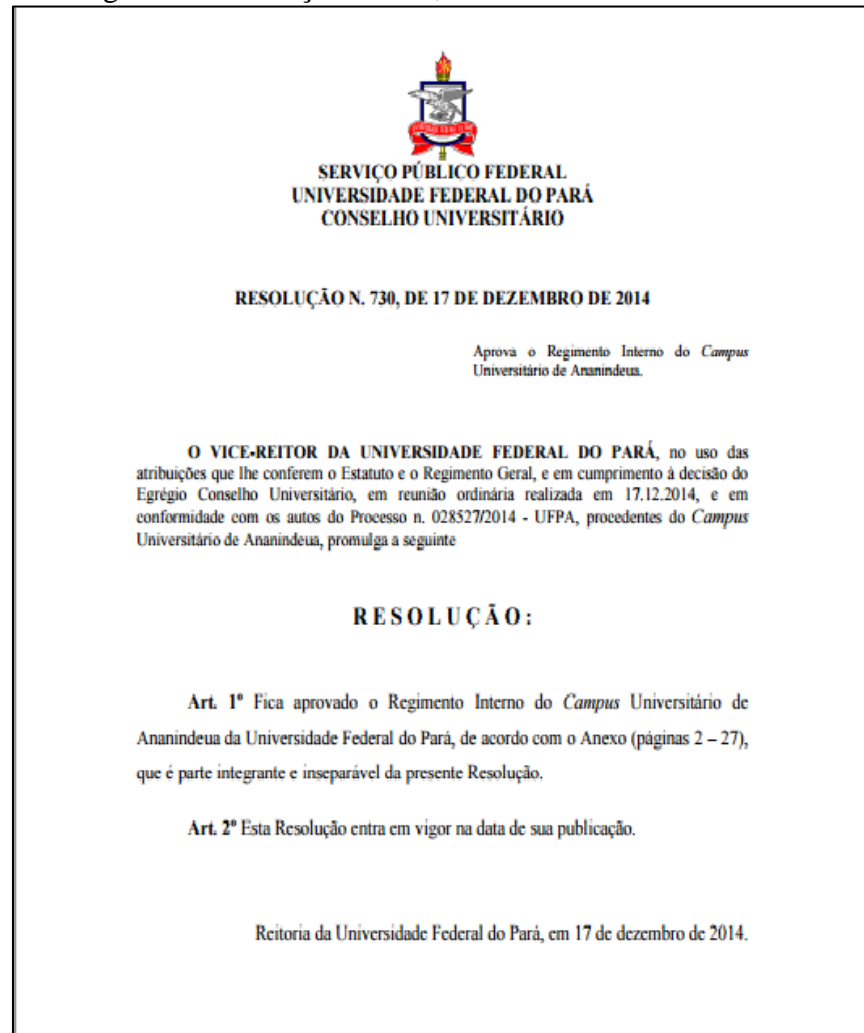 SERVIÇO PÚBLICO FEDERAL
UNIVERSIDADE FEDERAL DO PARÁ
CONSELHO UNIVERSITÁRIO
RESOLUÇÃO N. 730, DE 17 DE DEZEMBRO DE 2014
Aprova o Regimento Interno do Campus
Universitário de Ananindeua.
O VICE-REITOR DA UNIVERSIDADE FEDERAL DO PARÁ, no uso das
atribuições que lhe conferem o Estatuto e o Regimento Geral, e em cumprimento à decisão do
Egrégio Conselho Universitário, em reunião ordinária realizada em 17.12.2014, e em
conformidade com os autos do Processo n. 028527/2014 - UFPA, procedentes do Campus
Universitário de Ananindeua, promulga a seguinte
R E S O L U Ç Ã O :
Art. 1º Fica aprovado o Regimento Interno do Campus Universitário de
Ananindeua da Universidade Federal do Pará, de acordo com o Anexo (páginas 2 – 27),
que é parte integrante e inseparável da presente Resolução.
Art. 2º Esta Resolução entra em vigor na data de sua publicação.
Reitoria da Universidade Federal do Pará, em 17 de dezembro de 2014.